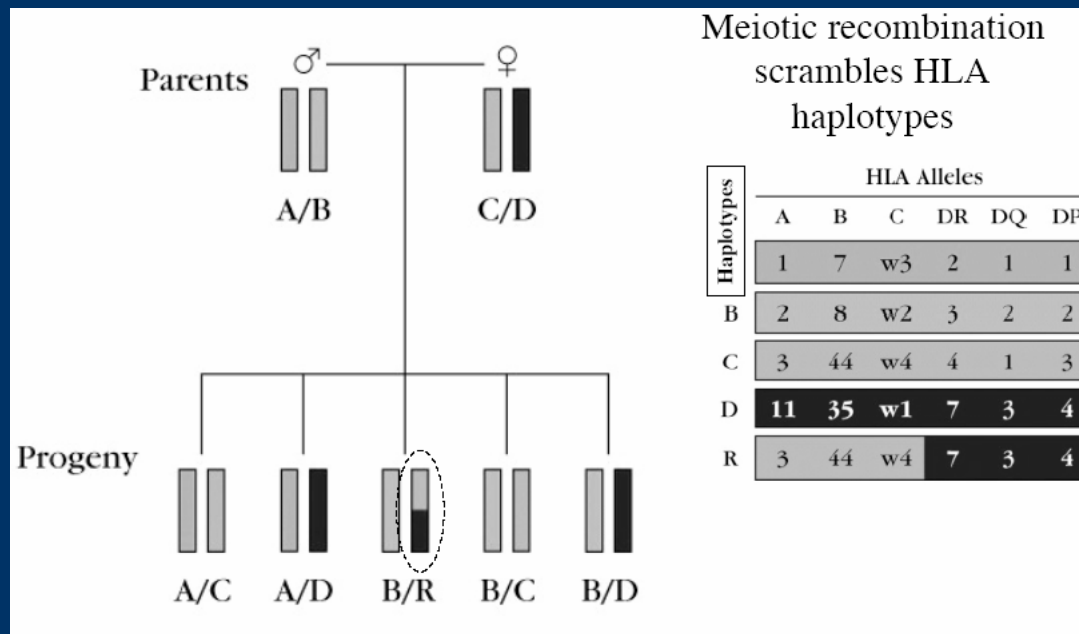 Meiotic recombination
scrambles HLA
haplotypes
Parents
♂ ♀
A/B C/D
Progeny
A/C A/D B/R B/C B/D
Haplotypes
HLA Alleles
A B C DR DQ DP
1 7 w3 2 1 1
B 2 8 w2 3 2 2
C 3 44 w4 4 1 3
D 11 35 w1 7 3 4
R 3 44 w4 7 3 4